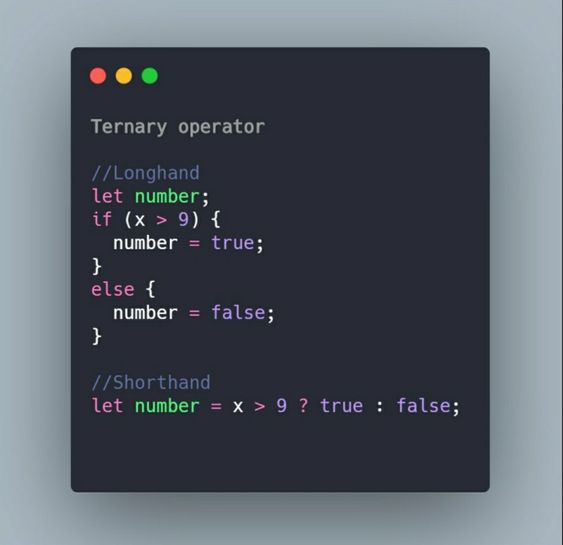 Ternary operator
//Longhand
let number;
if (x > 9) {
  number = true;
}
else {
  number = false;
}
//Shorthand
let number = x > 9 ? true : false;